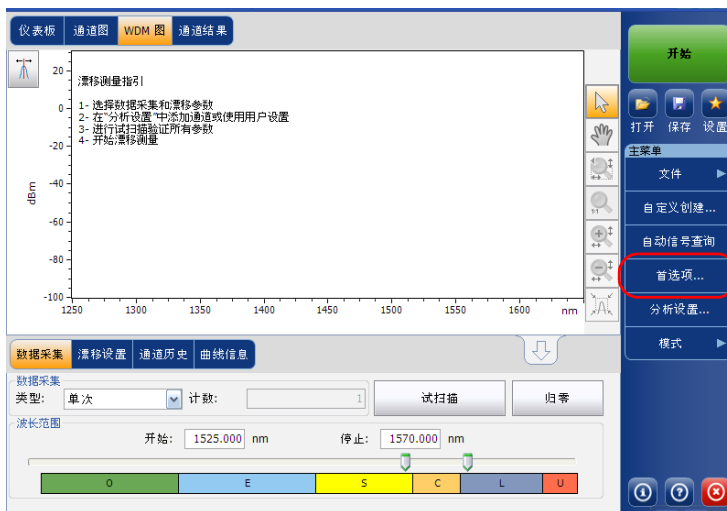 仪表板 通道图 WDM 图 通道结果
漂移测量指引
1- 选择数据采集和漂移参数
2- 在"分析设置"中添加通道或使用用户设置
3- 进行试扫描验证所有参数
4- 开始漂移测量
dBm
20
0
-20
-40
-60
-80
-100
1250 1300 1350 1400 1450 1500 1550 1600 nm
1:1
数据采集 漂移设置 通道历史 曲线信息
数据采集
类型: 单次 计数: 1 试扫描 归零
波长范围
开始: 1525.000 nm 停止: 1570.000 nm
O E S C L U
开始
打开 保存 设置
主菜单
文件
自定义创建...
自动信号查询
首选项...
分析设置...
模式